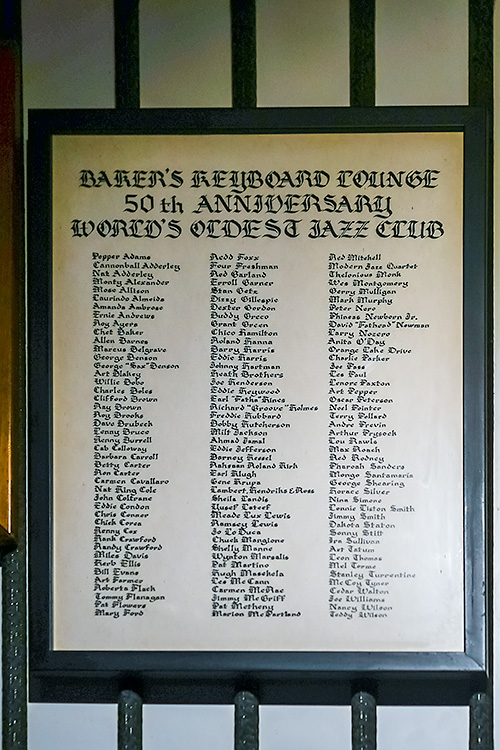 BAKER'S KEYBOARD LOUNGE
50th ANNIVERSARY
WORLD'S OLDEST JAZZ CLUB
Pepper Adams
Cannonball Adderley
Nat Adderley
Monty Alexander
Mose Allison
Laurindo Almeida
Amanda Ambrose
Ernie Andrews
Roy Ayers
Chet Baker
Allen Barnes
Marcus Belgrave
George Benson
George "Sax" Benson
Art Blakey
Willie Bobo
Charles Boles
Clifford Brown
Ray Brown
Roy Brooks
Dave Brubeck
Lenny Bruce
Kenny Burrell
Cab Calloway
Barbara Carroll
Betty Carter
Ron Carter
Carmen Cavallaro
Nat King Cole
John Coltrane
Eddie Condon
Chris Conner
Chick Corea
Kenny Cox
Hank Crawford
Randy Crawford
Miles Davis
Herb Ellis
Bill Evans
Art Farmer
Roberta Flack
Tommy Flanagan
Pat Flowers
Mary Ford
Redd Foxx
Four Freshman
Red Garland
Erroll Garner
Stan Getz
Dizzy Gillespie
Dexter Gordon
Buddy Greco
Grant Green
Chico Hamilton
Roland Hanna
Barry Harris
Eddie Harris
Johnny Hartman
Heath Brothers
Joe Henderson
Eddie Heywood
Earl "Fatha" Hines
Richard "Groove" Holmes
Freddie Hubbard
Bobby Hutcherson
Milt Jackson
Ahmad Jamal
Eddie Jefferson
Barney Kessel
Rahsaan Roland Kirk
Earl Klugh
Gene Krupa
Lambert, Hendriks & Ross
Sheila Landis
Yusef Lateef
Meade Lux Lewis
Ramsey Lewis
Jo Lo Duca
Chuck Mangione
Shelly Manne
Wynton Marsalis
Pat Martino
Hugh Masekela
Les McCann
Carmen McRae
Jimmy McGriff
Pat Metheny
Marion McPartland
Red Mitchell
Modern Jazz Quartet
Thelonious Monk
Wes Montgomery
Gerry Mulligan
Mark Murphy
Peter Nero
Phineas Newborn Jr.
David "Fathead" Newman
Larry Nocero
Anita O'Day
Orange Lake Drive
Charlie Parker
Joe Pass
Les Paul
Lenore Paxton
Art Pepper
Oscar Peterson
Noel Pointer
Terry Pollard
Andre Previn
Arthur Prysock
Lou Rawls
Max Roach
Red Rodney
Pharoah Sanders
Mongo Santamaria
George Shearing
Horace Silver
Nina Simone
Lonnie Liston Smith
Jimmy Smith
Dakota Staton
Sonny Stitt
Ira Sullivan
Art Tatum
Leon Thomas
Mel Torme
Stanley Turrentine
McCoy Tyner
Cedar Walton
Joe Williams
Nancy Wilson
Teddy Wilson